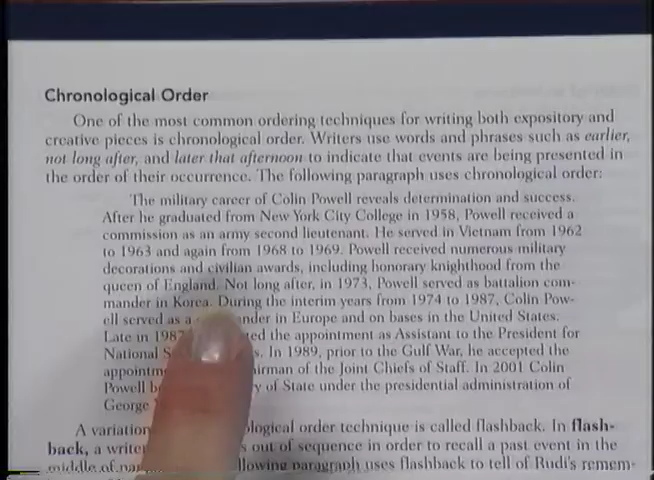 Chronological Order
One of the most common ordering techniques for writing both expository and
creative pieces is chronological order. Writers use words and phrases such as earlier,
not long after, and later that afternoon to indicate that events are being presented in
the order of their occurrence. The following paragraph uses chronological order:
The military career of Colin Powell reveals determination and success.
After he graduated from New York City College in 1958, Powell received a
commission as an army second lieutenant. He served in Vietnam from 1962
to 1963 and again from 1968 to 1969. Powell received numerous military
decorations and civilian awards, including honorary knighthood from the
queen of England. Not long after, in 1973, Powell served as battalion com-
mander in Korea. During the interim years from 1974 to 1987, Colin Pow-
ell served as a in Europe and on bases in the United States.
Late in 1987 the appointment as Assistant to the President for
National In 1989, prior to the Gulf War, he accepted the
of the Joint Chiefs of Staff. In 2001 Colin
Powell of State under the presidential administration of
George
A variation order technique is called flashback. In flash-
back, a out of sequence in order to recall a past event in the
middle of paragraph uses flashback to tell of Rudi's remem-